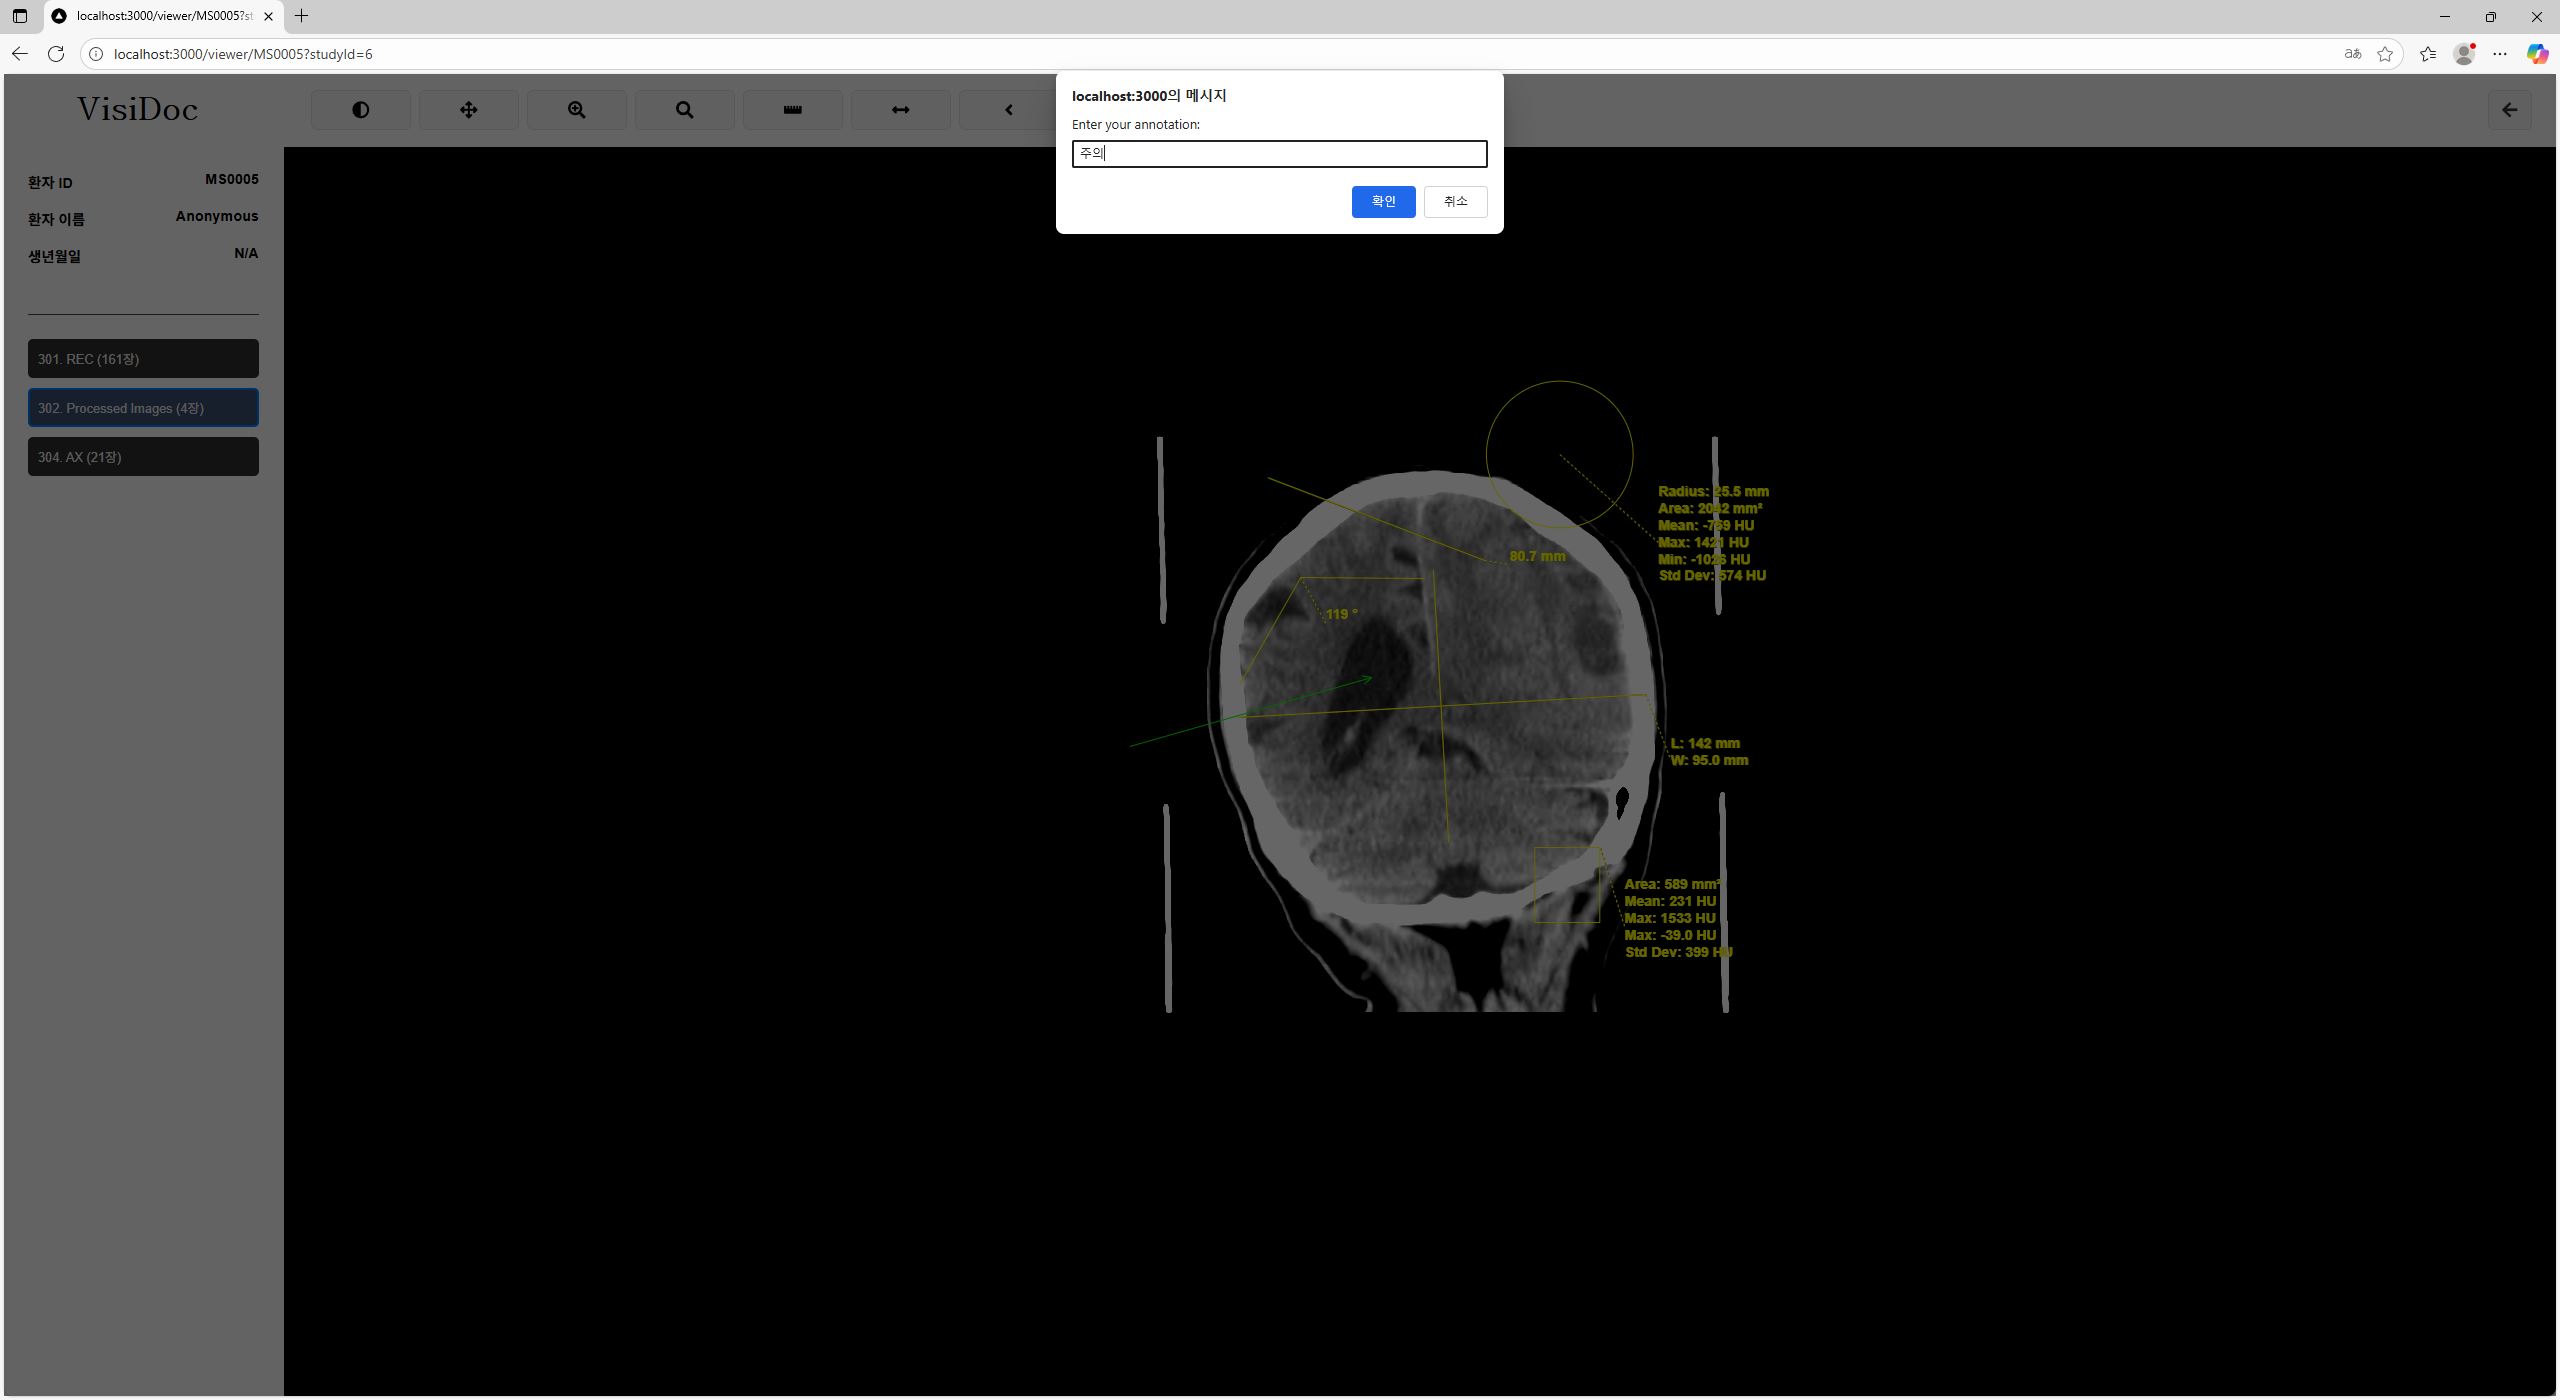 localhost:3000/viewer/MS0005?st
localhost:3000/viewer/MS0005?studyId=6
VisiDoc
localhost:3000의 메시지
Enter your annotation:
주의
확인 취소
환자 ID MS0005
환자 이름 Anonymous
생년월일 N/A
301. REC (161장)
302. Processed Images (4장)
304. AX (21장)
Radius: 25.5 mm
Area: 2042 mm²
Mean: -759 HU
Max: 1421 HU
Min: -1026 HU
Std Dev: 574 HU
80.7 mm
119 °
L: 142 mm
W: 95.0 mm
Area: 589 mm²
Mean: 231 HU
Max: 1533 HU
Max: -39.0 HU
Std Dev: 399 HU